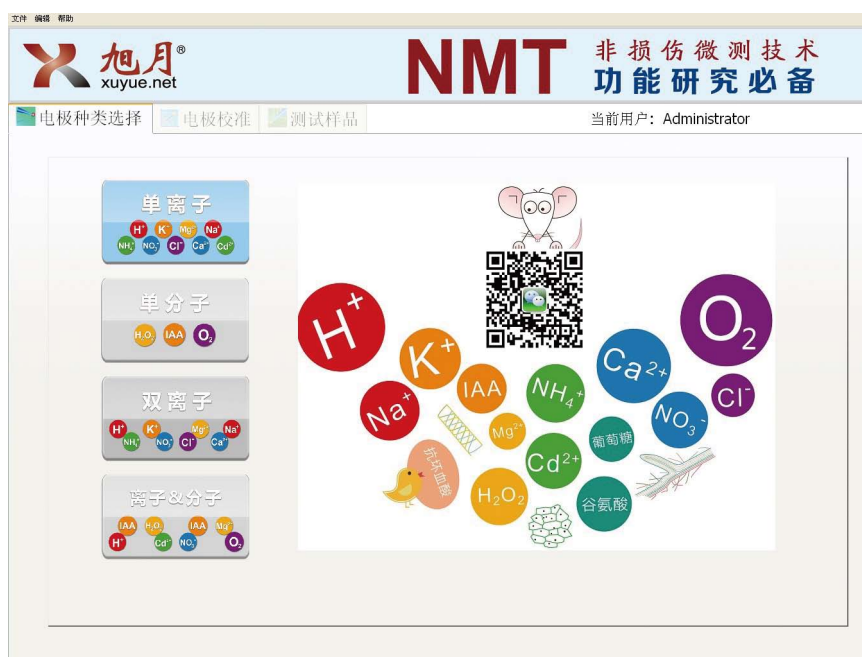 文件 编辑 帮助
旭月®
xuyue.net
NMT
非损伤微测技术
功能研究必备
电极种类选择
电极校准
测试样品
当前用户：Administrator
单离子
H⁺ K⁺ Mg²⁺ Na⁺
NH₄⁺ NO₃⁻ Cl⁻ Ca²⁺ Cd²⁺
单分子
H₂O₂ IAA O₂
双离子
H⁺ K⁺ Mg²⁺ Na⁺
NH₄⁺ NO₃⁻ Cl⁻ Ca²⁺
离子&分子
IAA H₂O₂ IAA Mg²⁺
H⁺ Cd²⁺ NO₃⁻ O₂
H⁺
K⁺
Ca²⁺
O₂
Na⁺
IAA
NH₄⁺
NO₃⁻
Cl⁻
Mg²⁺
葡萄糖
抗坏血酸
Cd²⁺
H₂O₂
谷氨酸